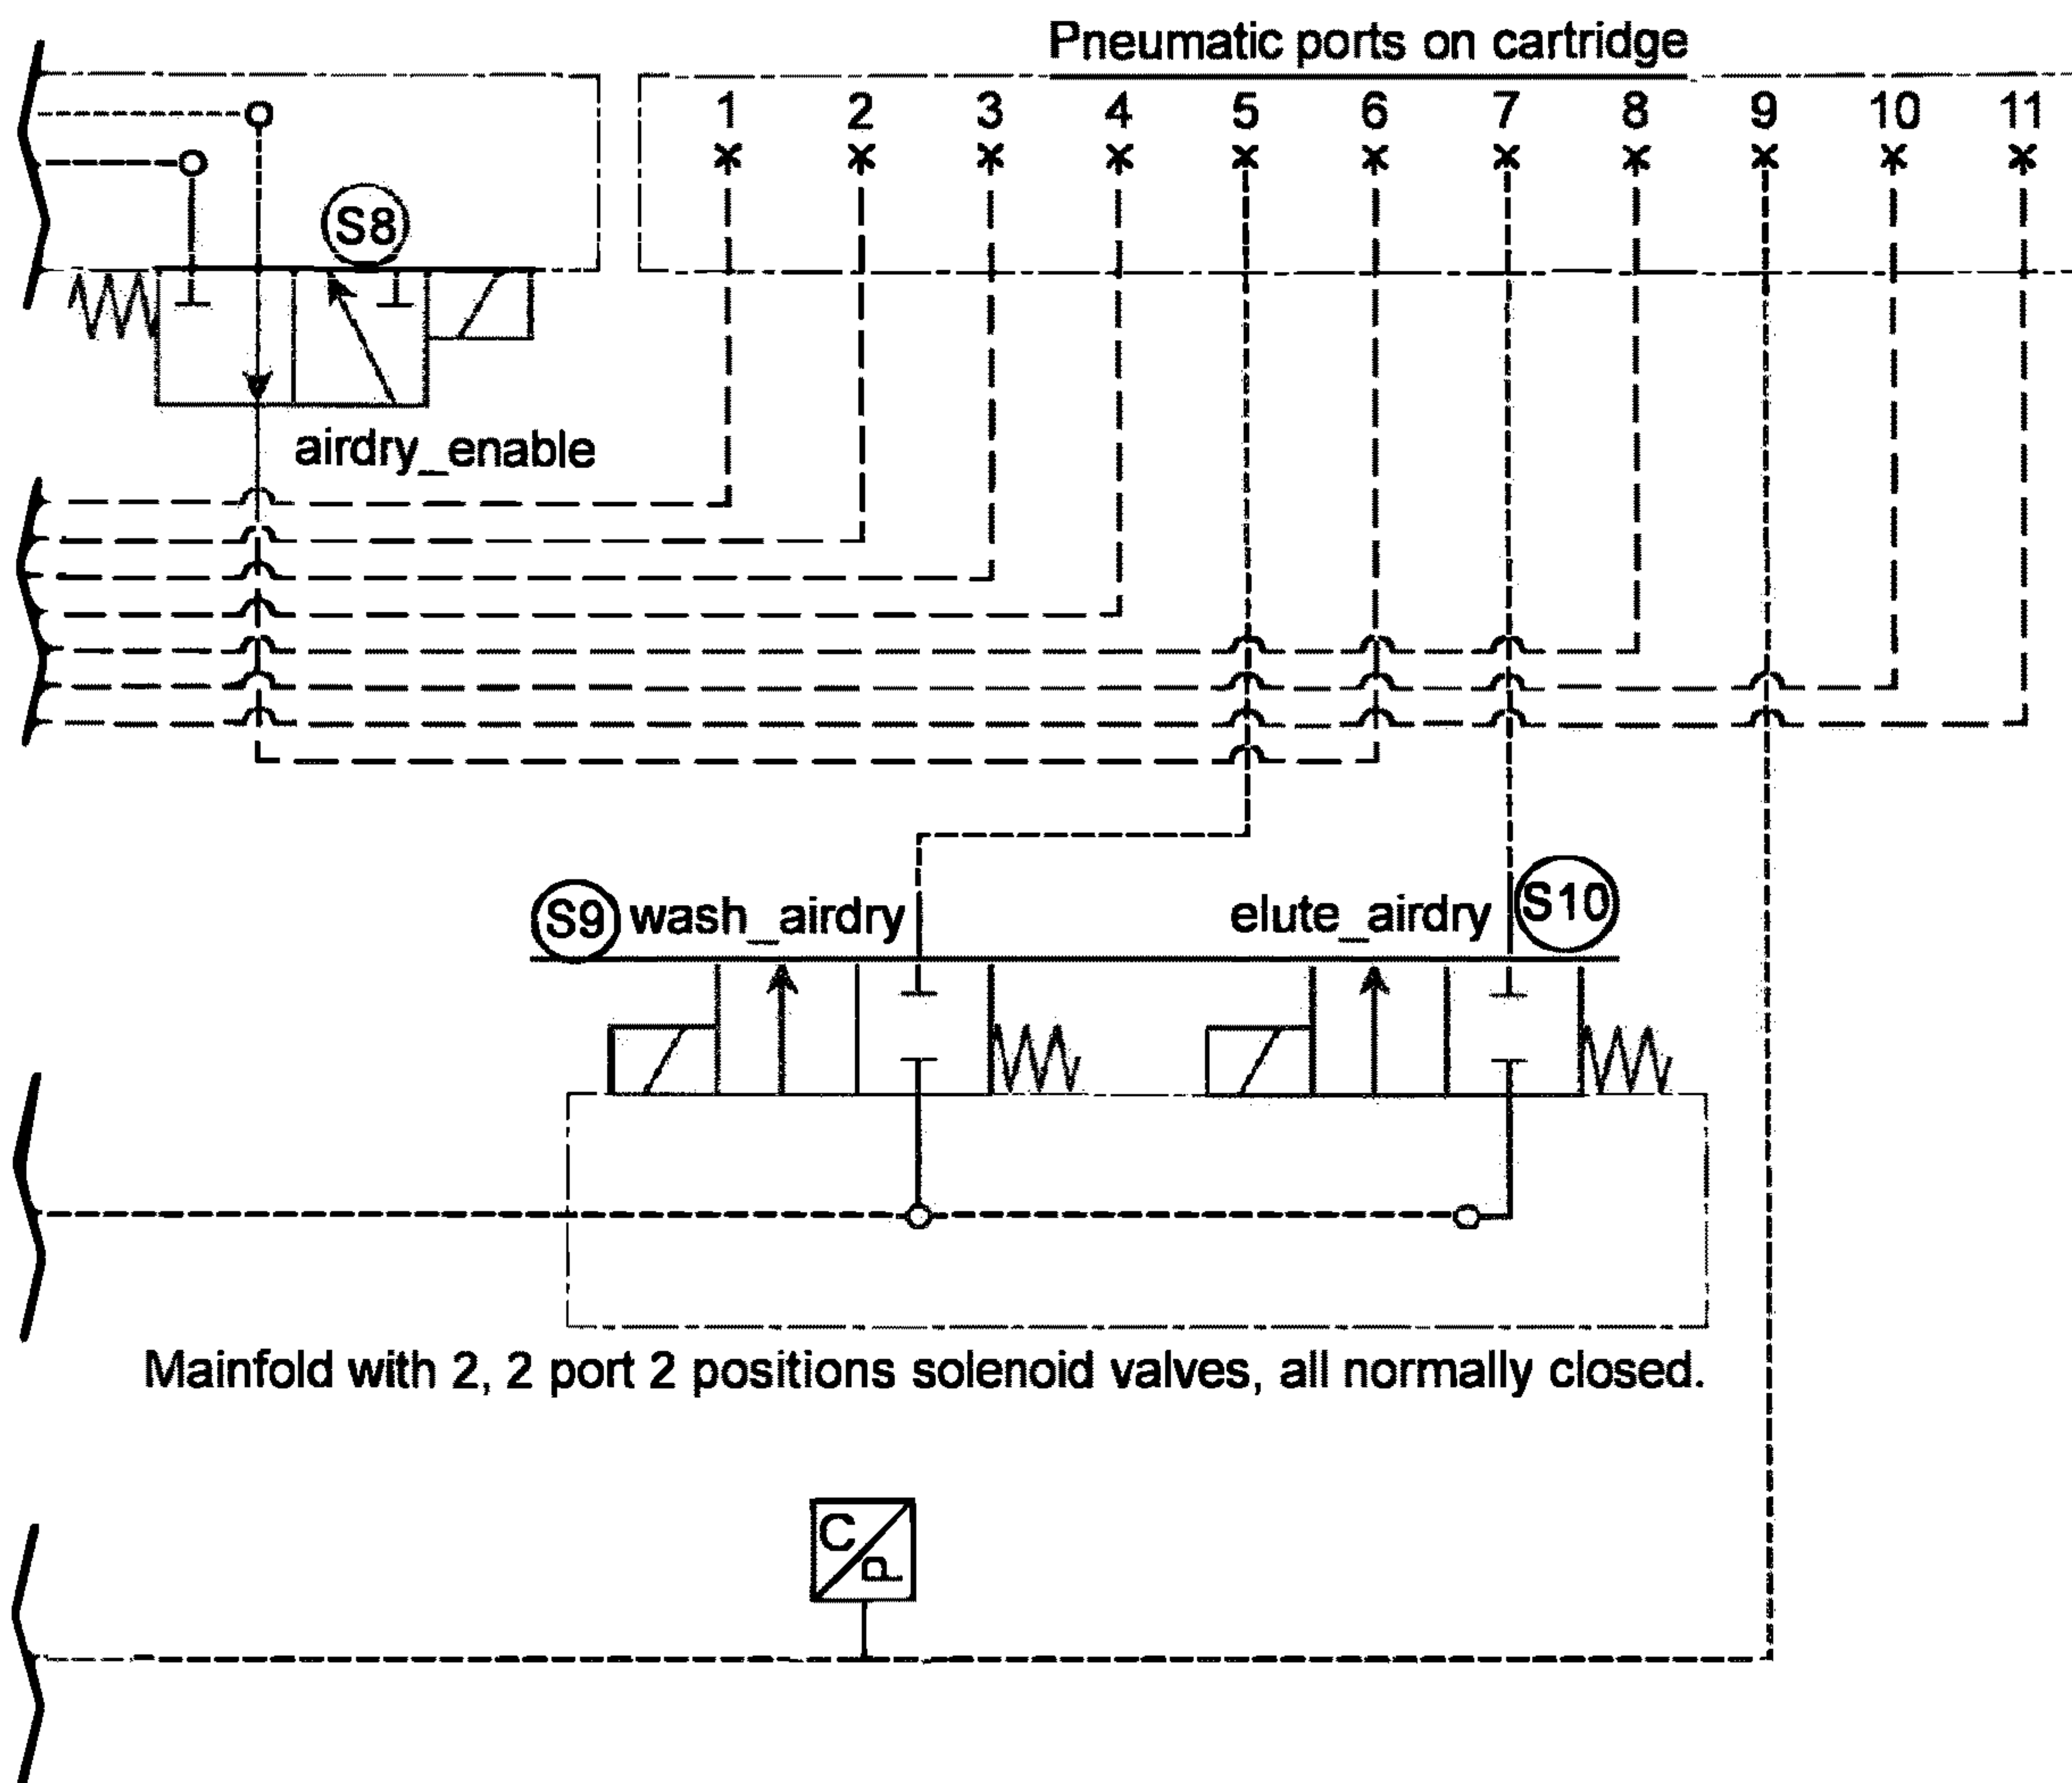 Pneumatic ports on cartridge
1 2 3 4 5 6 7 8 9 10 11
S8
airdry_enable
S9 wash_airdry
elute_airdry S10
Mainfold with 2, 2 port 2 positions solenoid valves, all normally closed.
C
P